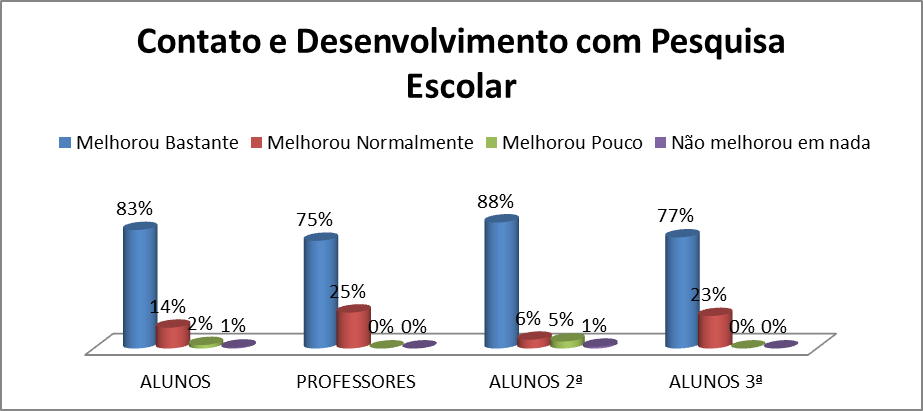 Contato e Desenvolvimento com Pesquisa
Escolar
Melhorou Bastante Melhorou Normalmente Melhorou Pouco Não melhorou em nada
83% 14% 2% 1% 75% 25% 0% 0% 88% 6% 5% 1% 77% 23% 0% 0%
ALUNOS PROFESSORES ALUNOS 2ª ALUNOS 3ª